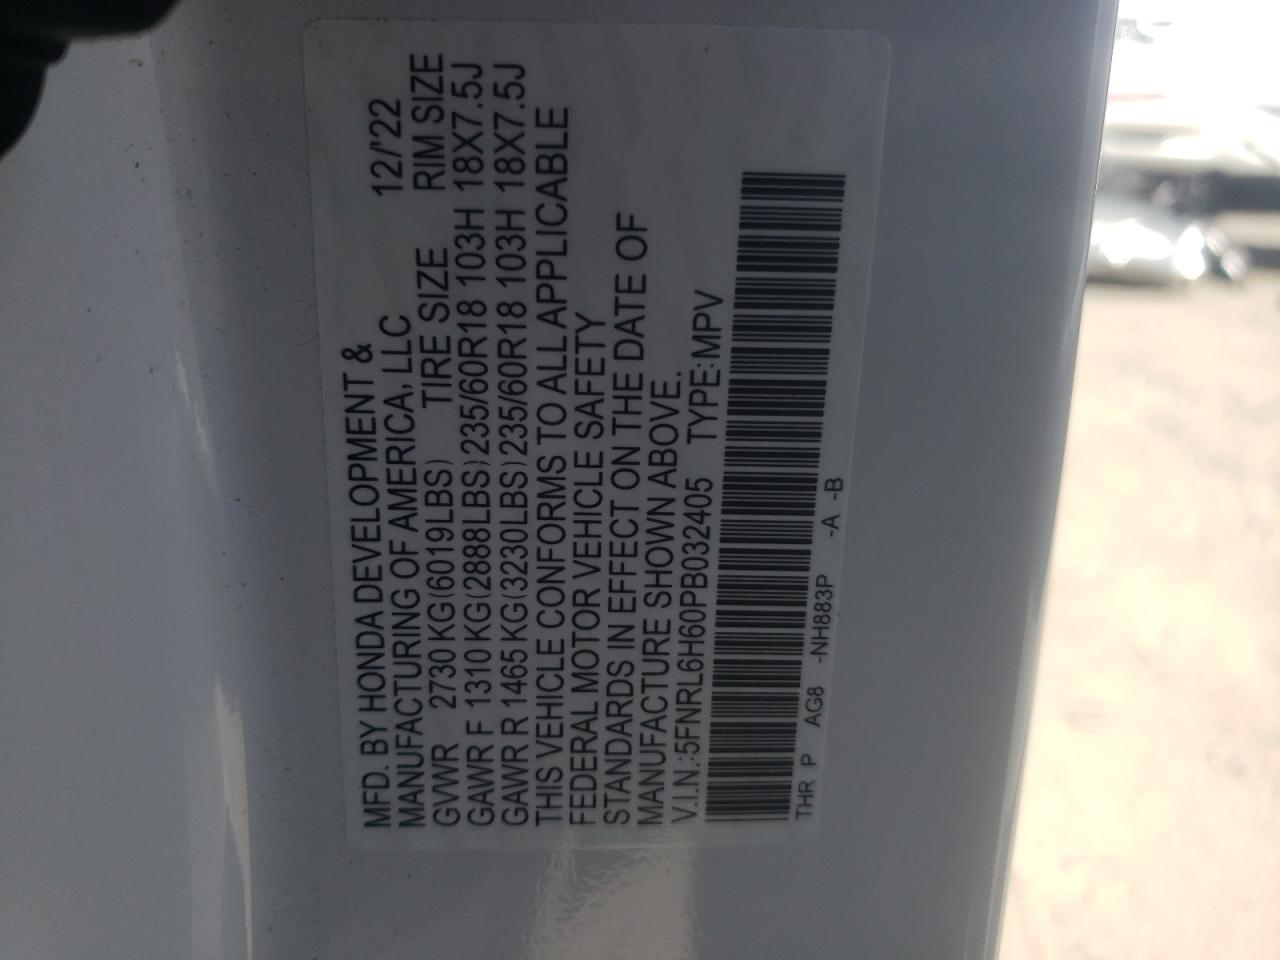 MFD. BY HONDA DEVELOPMENT &
MANUFACTURING OF AMERICA, LLC 12/'22
GVWR 2730 KG(6019LBS) TIRE SIZE RIM SIZE
GAWR F 1310 KG(2888LBS) 235/60R18 103H 18X7.5J
GAWR R 1465 KG(3230LBS) 235/60R18 103H 18X7.5J
THIS VEHICLE CONFORMS TO ALL APPLICABLE
FEDERAL MOTOR VEHICLE SAFETY
STANDARDS IN EFFECT ON THE DATE OF
MANUFACTURE SHOWN ABOVE.
V.I.N.:5FNRL6H60PB032405 TYPE:MPV
THR P AG8 -NH883P -A -B